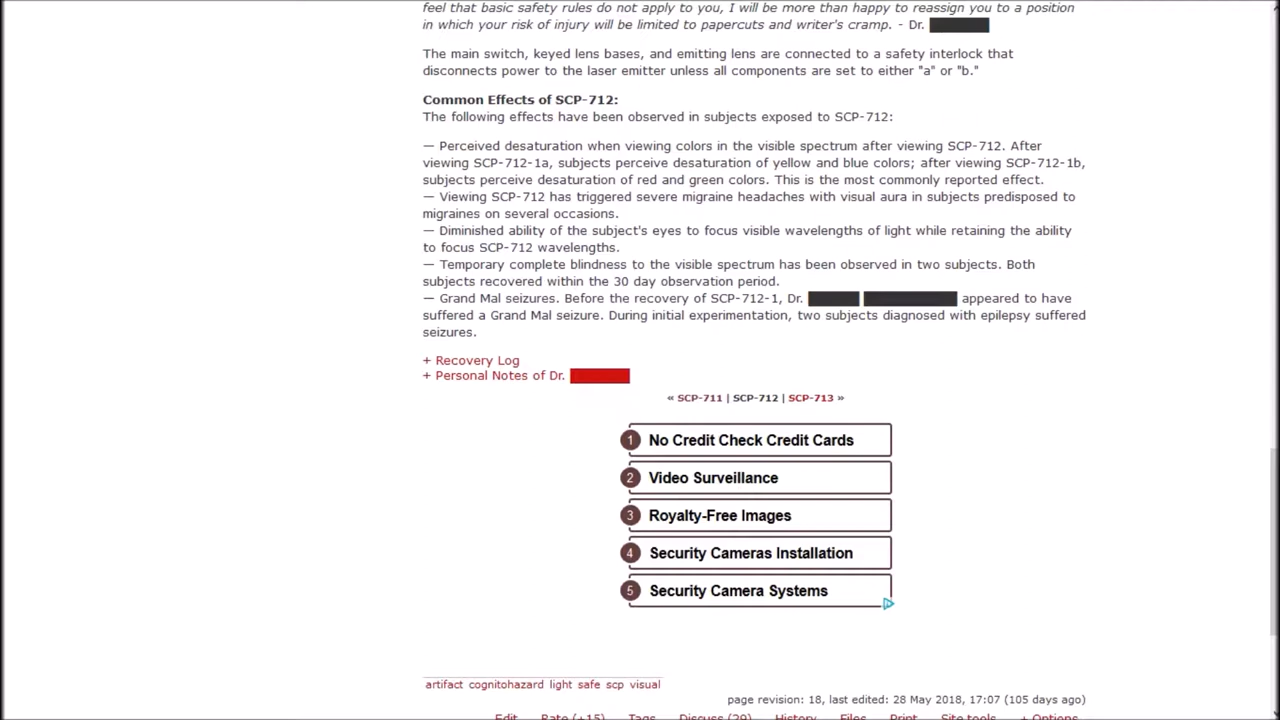 feel that basic safety rules do not apply to you, I will be more than happy to reassign you to a position
in which your risk of injury will be limited to papercuts and writer's cramp. - Dr.
The main switch, keyed lens bases, and emitting lens are connected to a safety interlock that
disconnects power to the laser emitter unless all components are set to either "a" or "b."
Common Effects of SCP-712:
The following effects have been observed in subjects exposed to SCP-712:
— Perceived desaturation when viewing colors in the visible spectrum after viewing SCP-712. After
viewing SCP-712-1a, subjects perceive desaturation of yellow and blue colors; after viewing SCP-712-1b,
subjects perceive desaturation of red and green colors. This is the most commonly reported effect.
— Viewing SCP-712 has triggered severe migraine headaches with visual aura in subjects predisposed to
migraines on several occasions.
— Diminished ability of the subject's eyes to focus visible wavelengths of light while retaining the ability
to focus SCP-712 wavelengths.
— Temporary complete blindness to the visible spectrum has been observed in two subjects. Both
subjects recovered within the 30 day observation period.
— Grand Mal seizures. Before the recovery of SCP-712-1, Dr. appeared to have
suffered a Grand Mal seizure. During initial experimentation, two subjects diagnosed with epilepsy suffered
seizures.
+ Recovery Log
+ Personal Notes of Dr.
« SCP-711 | SCP-712 | SCP-713 »
1 No Credit Check Credit Cards
2 Video Surveillance
3 Royalty-Free Images
4 Security Cameras Installation
5 Security Camera Systems
artifact cognitohazard light safe scp visual
page revision: 18, last edited: 28 May 2018, 17:07 (105 days ago)
Edit Rate (+15) Tags Discuss (29) History Files Print Site tools + Options